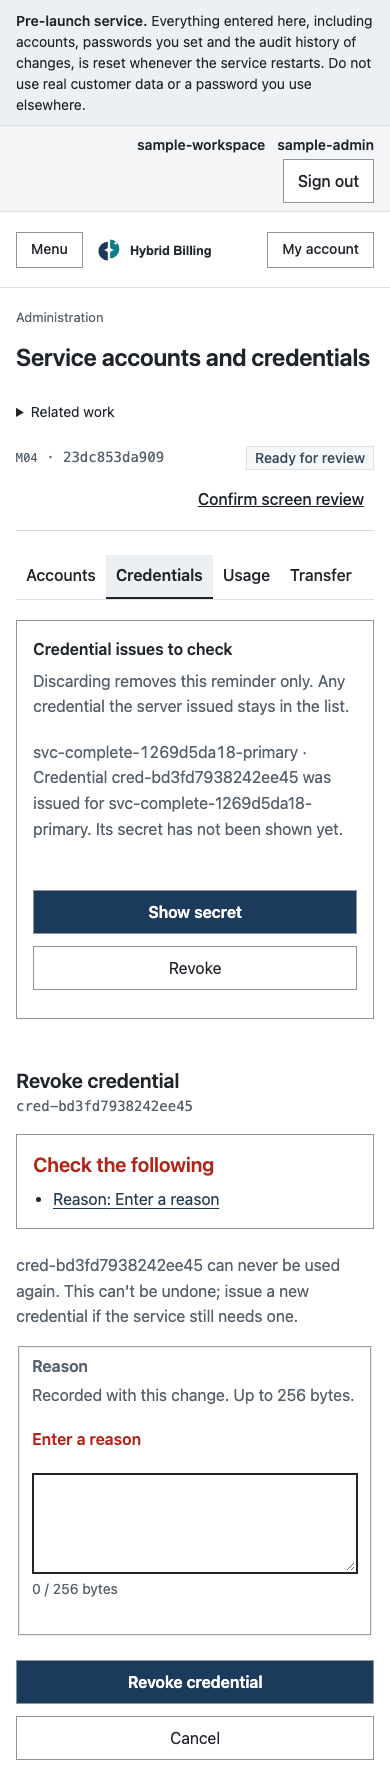 Pre-launch service. Everything entered here, including
accounts, passwords you set and the audit history of
changes, is reset whenever the service restarts. Do not
use real customer data or a password you use
elsewhere.
sample-workspace sample-admin
Sign out
Menu
Hybrid Billing
My account
Administration
Service accounts and credentials
Related work
M04 · 23dc853da909
Ready for review
Confirm screen review
Accounts Credentials Usage Transfer
Credential issues to check
Discarding removes this reminder only. Any
credential the server issued stays in the list.
svc-complete-1269d5da18-primary ·
Credential cred-bd3fd7938242ee45 was
issued for svc-complete-1269d5da18-
primary. Its secret has not been shown yet.
Show secret
Revoke
Revoke credential
cred-bd3fd7938242ee45
Check the following
Reason: Enter a reason
cred-bd3fd7938242ee45 can never be used
again. This can't be undone; issue a new
credential if the service still needs one.
Reason
Recorded with this change. Up to 256 bytes.
Enter a reason
0 / 256 bytes
Revoke credential
Cancel